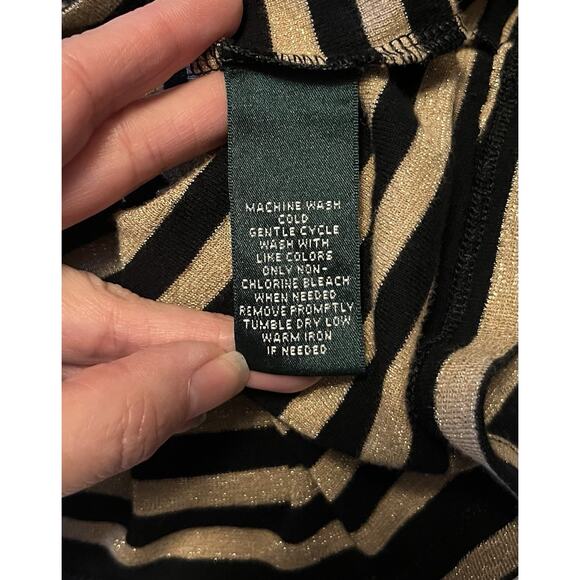 MACHINE WASH
COLD
GENTLE CYCLE
WASH WITH
LIKE COLORS
ONLY NON-
CHLORINE BLEACH
WHEN NEEDED
REMOVE PROMPTLY
TUMBLE DRY LOW
WARM IRON
IF NEEDED